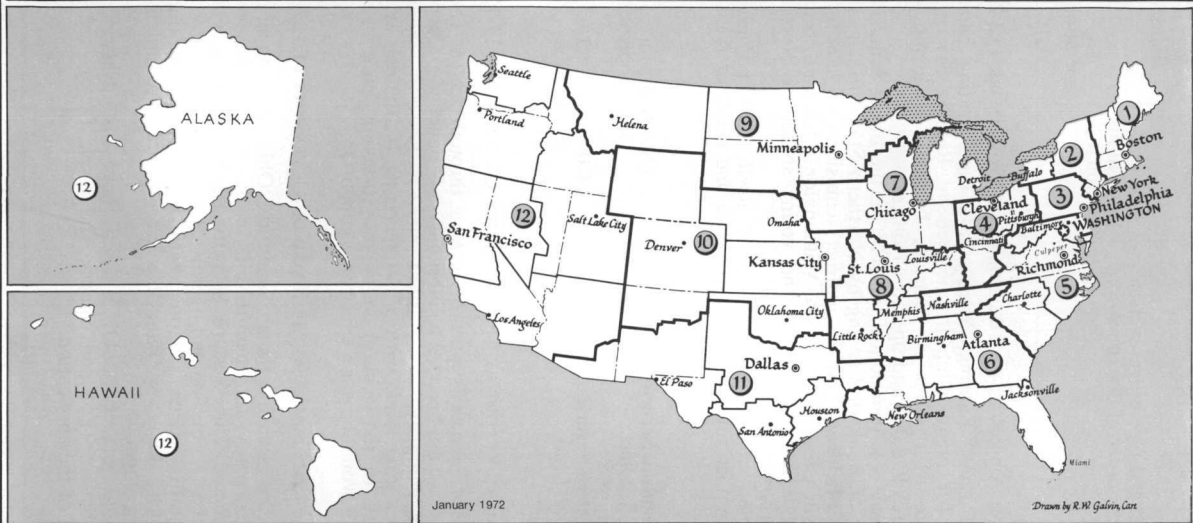 ALASKA
12
HAWAII
12
Seattle
Portland
Helena
9
Minneapolis
1
Boston
2
Buffalo
Detroit
7
Chicago
3
New York
Philadelphia
Cleveland
4
Pittsburgh
Baltimore
WASHINGTON
Cincinnati
12
San Francisco
Salt Lake City
Omaha
Denver
10
Kansas City
St. Louis
8
Louisville
Culpeper
Richmond
5
Los Angeles
Oklahoma City
Little Rock
Memphis
Nashville
Charlotte
Birmingham
Atlanta
6
Dallas
11
El Paso
Houston
San Antonio
New Orleans
Jacksonville
Miami
January 1972
Drawn by R.W. Galvin, Cart.